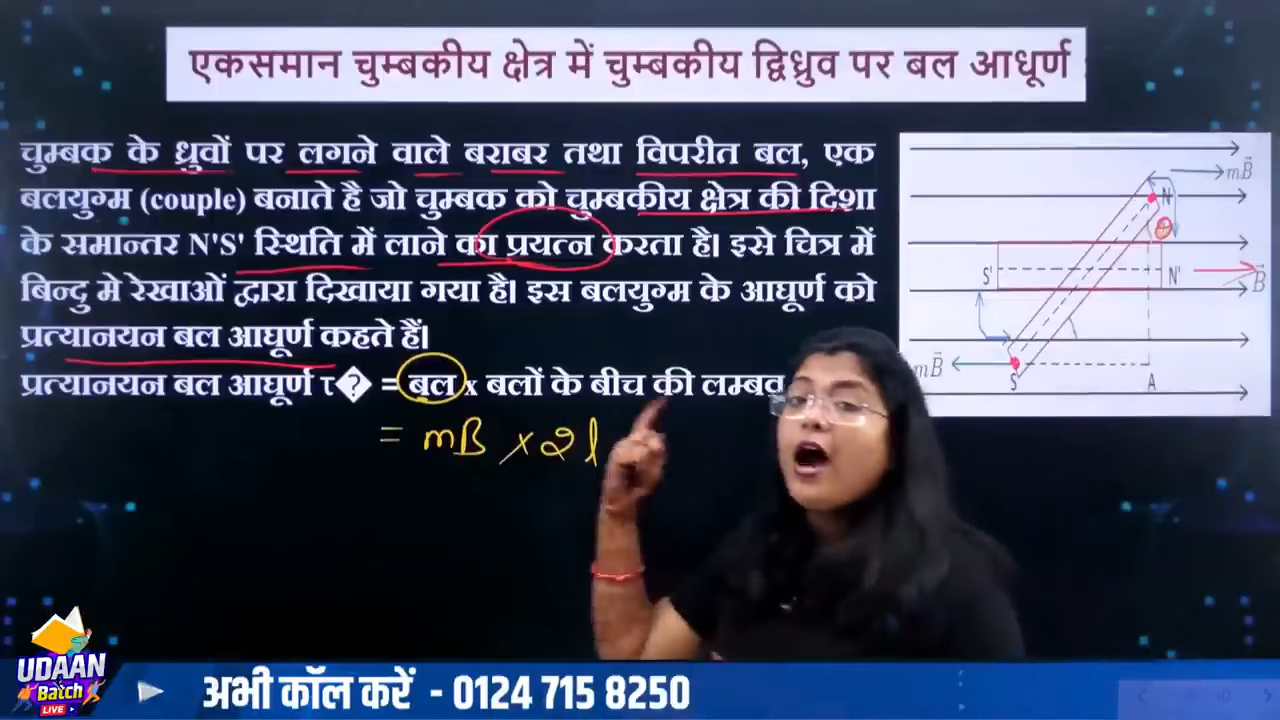 एकसमान चुम्बकीय क्षेत्र में चुम्बकीय द्विध्रुव पर बल आधूर्ण
चुम्बक के ध्रुवों पर लगने वाले बराबर तथा विपरीत बल, एक
बलयुग्म (couple) बनाते है जो चुम्बक को चुम्बकीय क्षेत्र की दिशा
के समान्तर N'S' स्थिति में लाने का प्रयत्न करता है। इसे चित्र में
बिन्दु मे रेखाओं द्वारा दिखाया गया है। इस बलयुग्म के आघूर्ण को
प्रत्यानयन बल आघूर्ण कहते हैं।
प्रत्यानयन बल आघूर्ण τ� = बल x बलों के बीच की लम्बव
= mB × 2l
mB⃗
N
S'
N'
B⃗
mB⃗
S
A
UDAAN
Batch
LIVE
अभी कॉल करें - 0124 715 8250